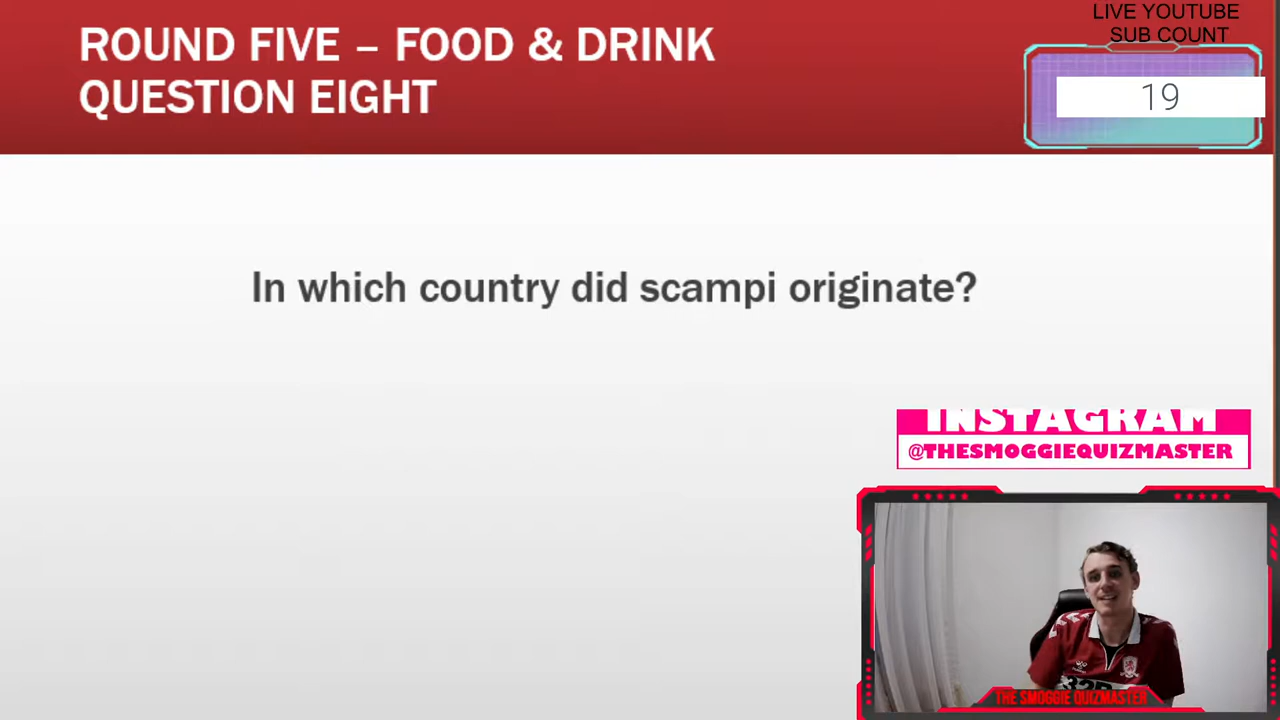 ROUND FIVE – FOOD & DRINK
QUESTION EIGHT
LIVE YOUTUBE
SUB COUNT
19
In which country did scampi originate?
INSTAGRAM
@THESMOGGIEQUIZMASTER
THE SMOGGIE QUIZMASTER